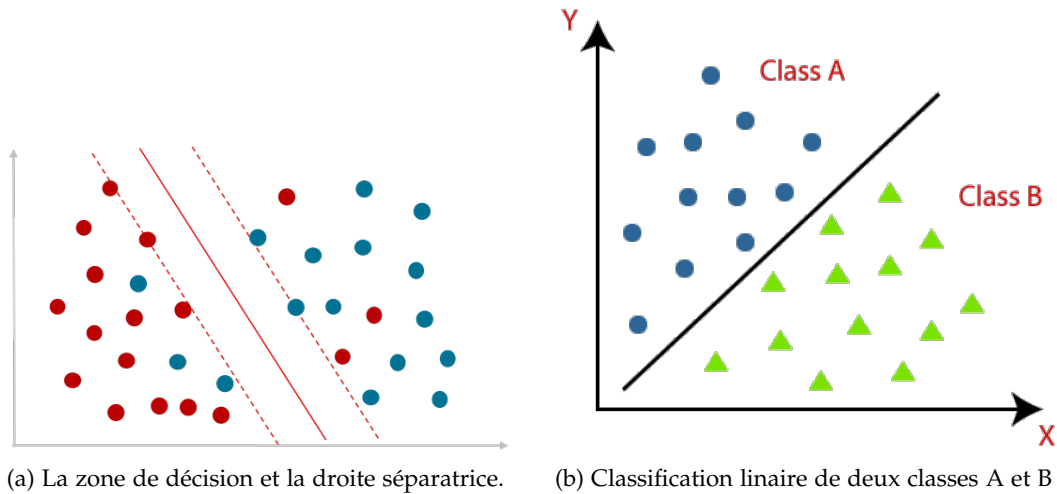 Y
Class A
Class B
X
(a) La zone de décision et la droite séparatrice.
(b) Classification linaire de deux classes A et B